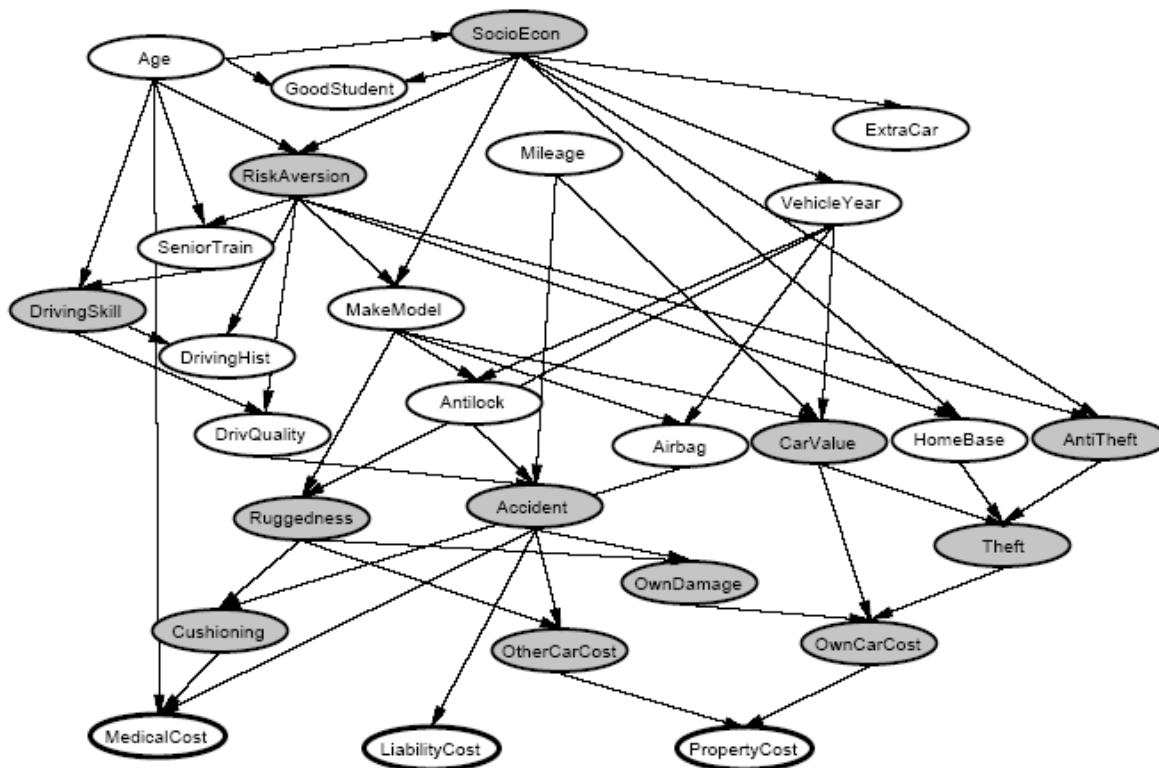 SocioEcon
Age
GoodStudent
ExtraCar
Mileage
RiskAversion
VehicleYear
SeniorTrain
DrivingSkill
MakeModel
DrivingHist
Antilock
DrivQuality
Airbag
CarValue
HomeBase
AntiTheft
Ruggedness
Accident
Theft
OwnDamage
Cushioning
OtherCarCost
OwnCarCost
MedicalCost
LiabilityCost
PropertyCost